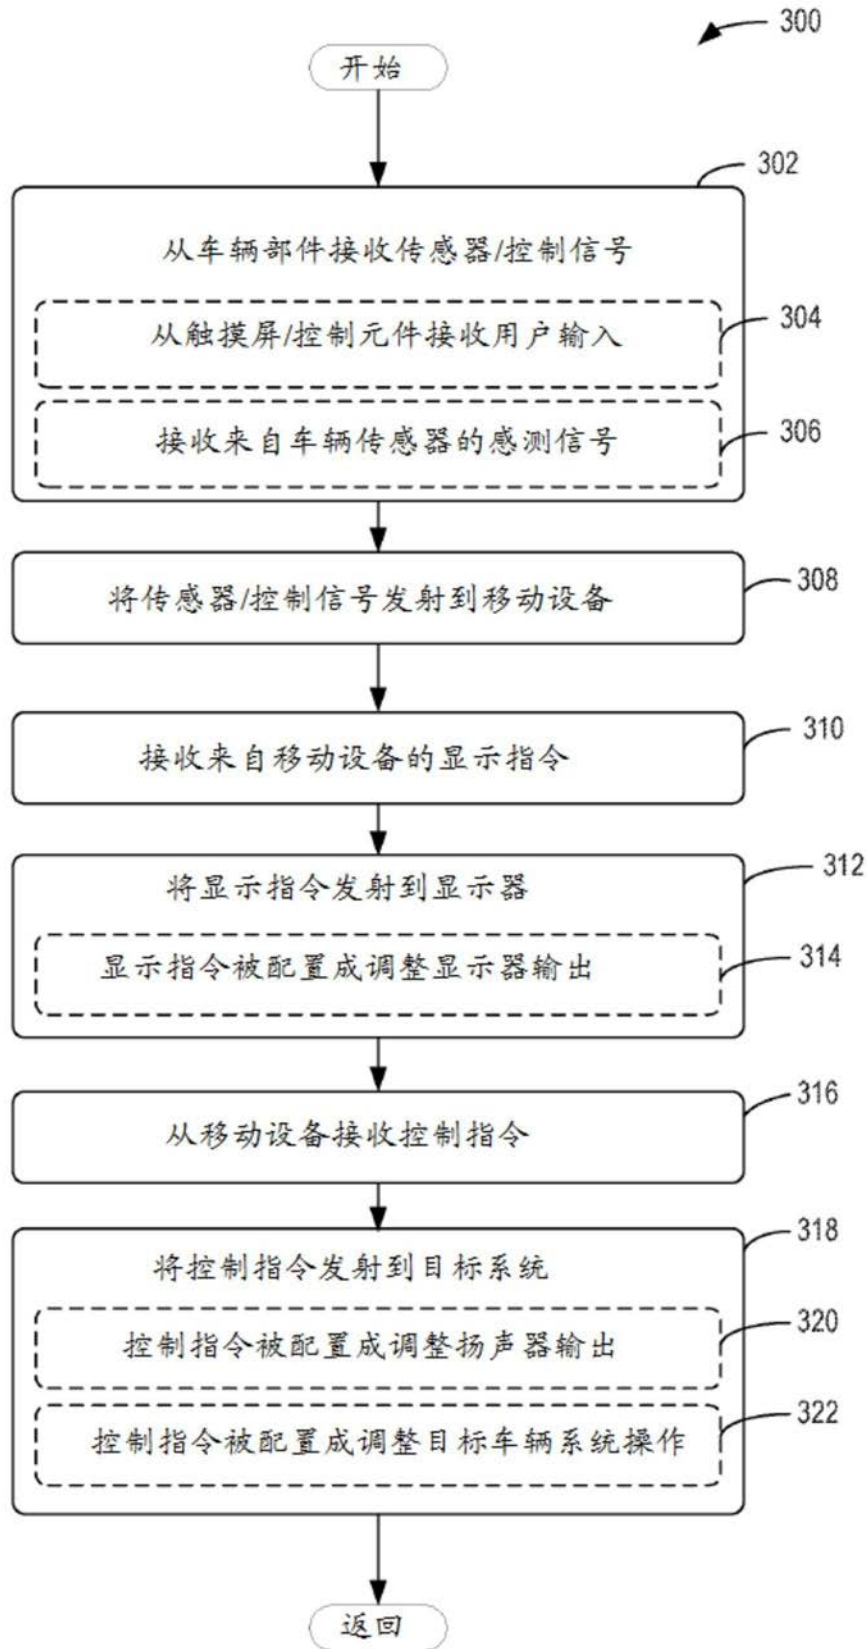 300
开始
302
从车辆部件接收传感器/控制信号
从触摸屏/控制元件接收用户输入
304
接收来自车辆传感器的感测信号
306
将传感器/控制信号发射到移动设备
308
接收来自移动设备的显示指令
310
将显示指令发射到显示器
312
显示指令被配置成调整显示器输出
314
从移动设备接收控制指令
316
将控制指令发射到目标系统
318
控制指令被配置成调整扬声器输出
320
控制指令被配置成调整目标车辆系统操作
322
返回